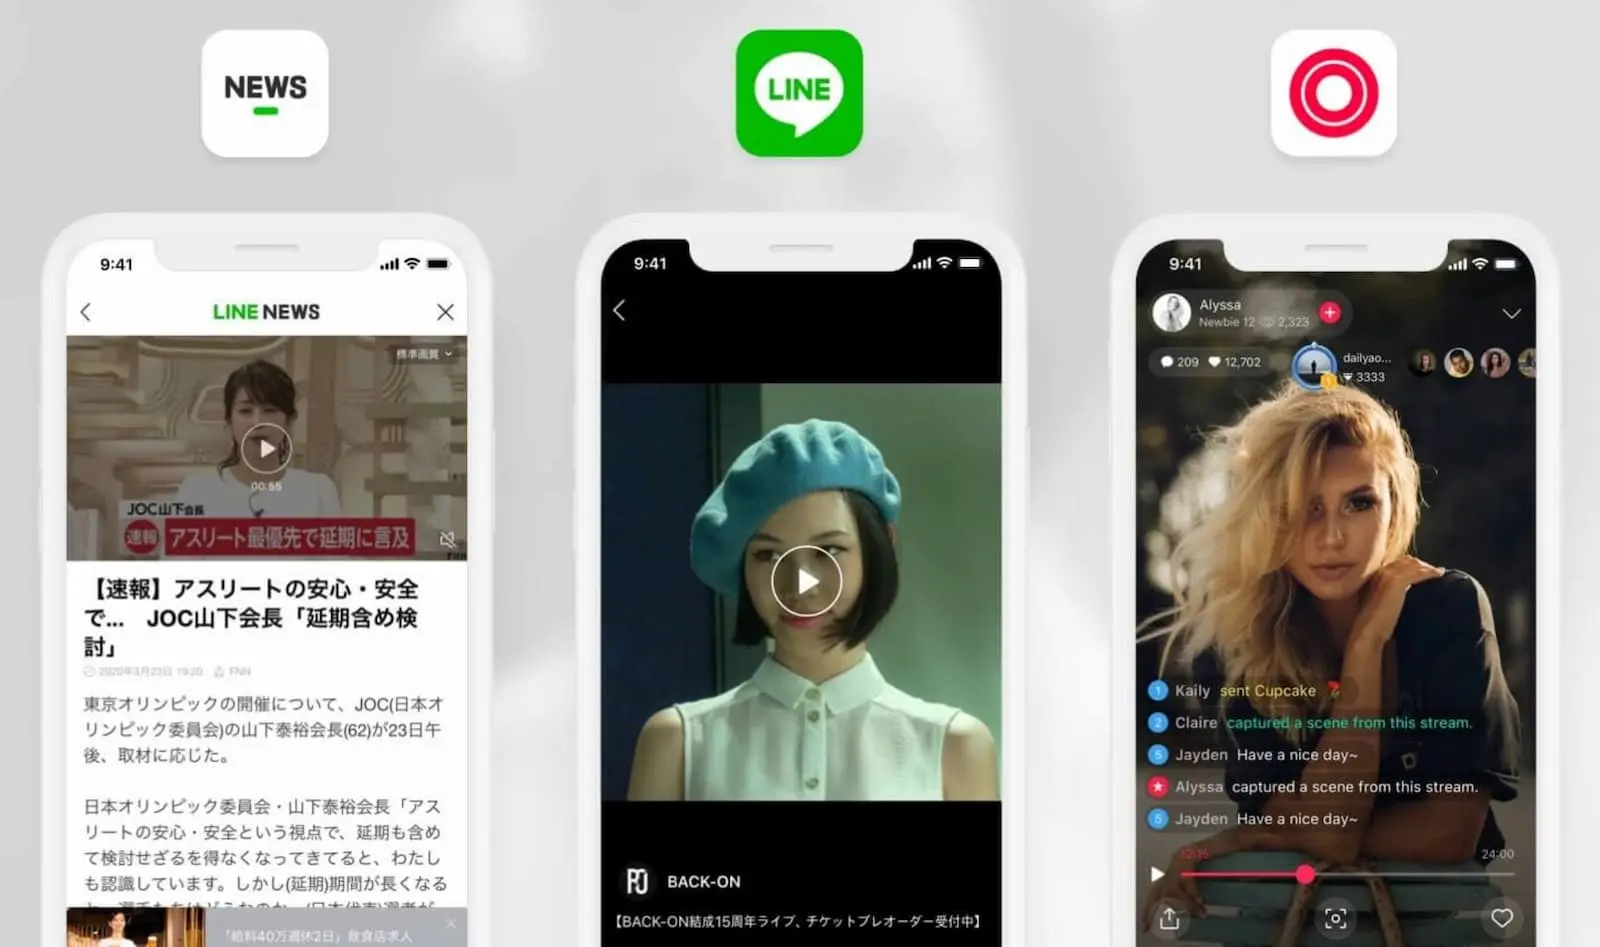 NEWS
LINE
9:41
LINE NEWS
標準画質
00:55
JOC山下会長
速報
アスリート最優先で延期に言及
【速報】アスリートの安心・安全
で... JOC山下会長「延期含め検
討」
2020年3月23日 19:20 FNN
東京オリンピックの開催について、JOC(日本オ
リンピック委員会)の山下泰裕会長(62)が23日午
後、取材に応じた。
日本オリンピック委員会・山下泰裕会長「アス
リートの安心・安全という視点で、延期も含め
て検討せざるを得なくなってきてると、わたし
も認識しています。しかし(延期)期間が長くなる
「給料40万週休2日」飲食店求人
9:41
BACK-ON
【BACK-ON結成15周年ライブ、チケットプレオーダー受付中】
9:41
Alyssa
Newbie 12 2,323
209 12,702
dailyao...
3333
1 Kaily sent Cupcake
2 Claire captured a scene from this stream.
5 Jayden Have a nice day~
Alyssa captured a scene from this stream.
5 Jayden Have a nice day~
12:15
24:00